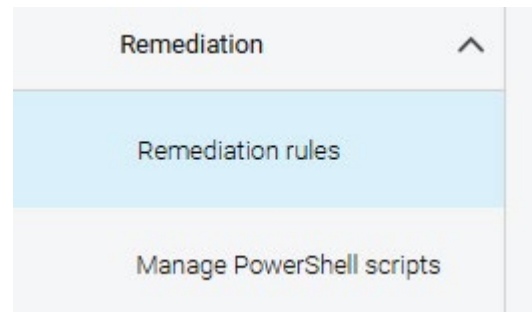 Remediation
Remediation rules
Manage PowerShell scripts